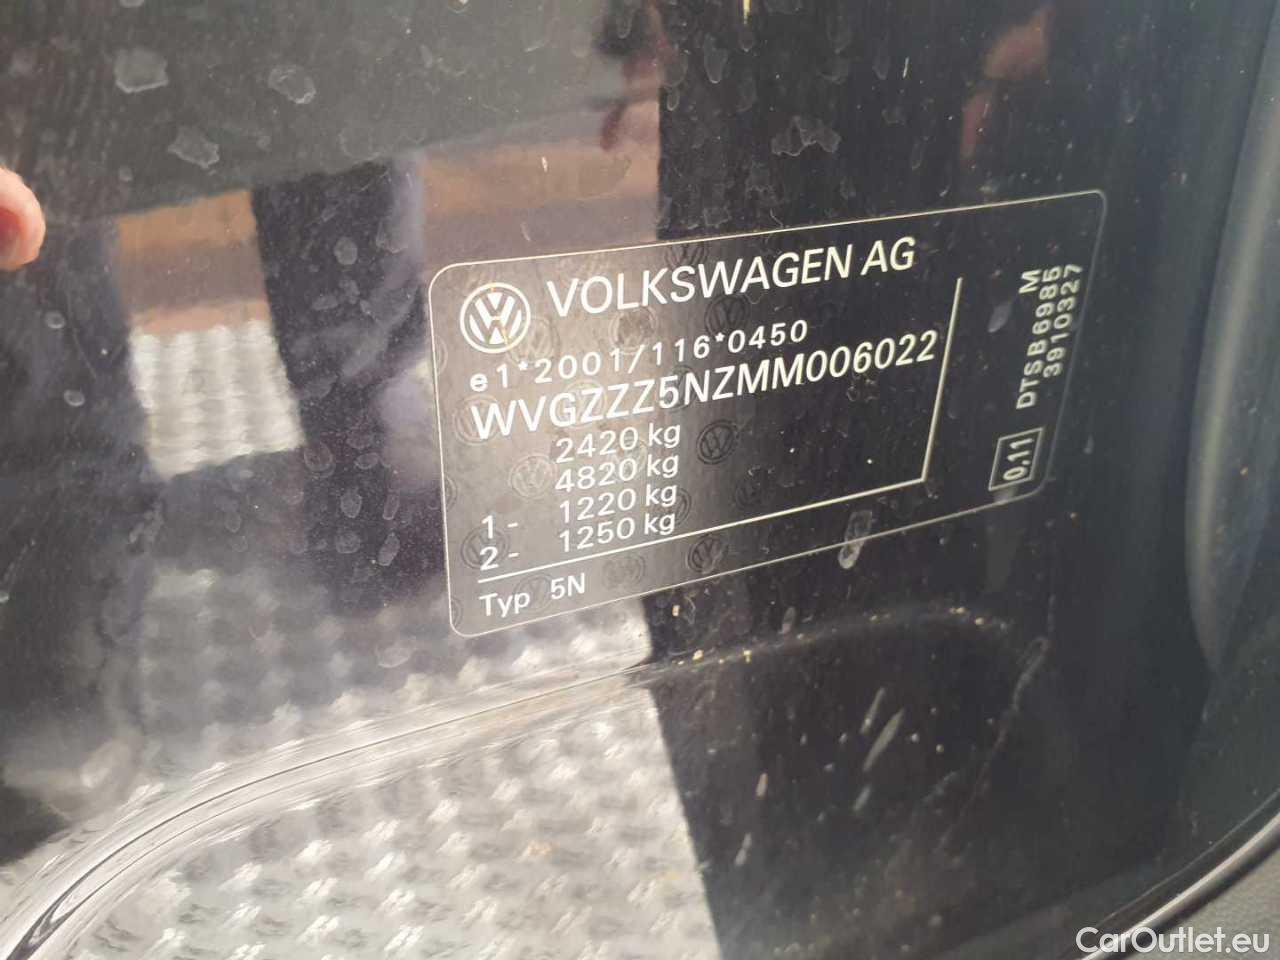 VOLKSWAGEN AG
e1*2001/116*0450
WVGZZZ5NZMM006022
2420 kg
4820 kg
1 - 1220 kg
2 - 1250 kg
Typ 5N
M
DTSB6985
3910327
0,11
CarOutlet.eu